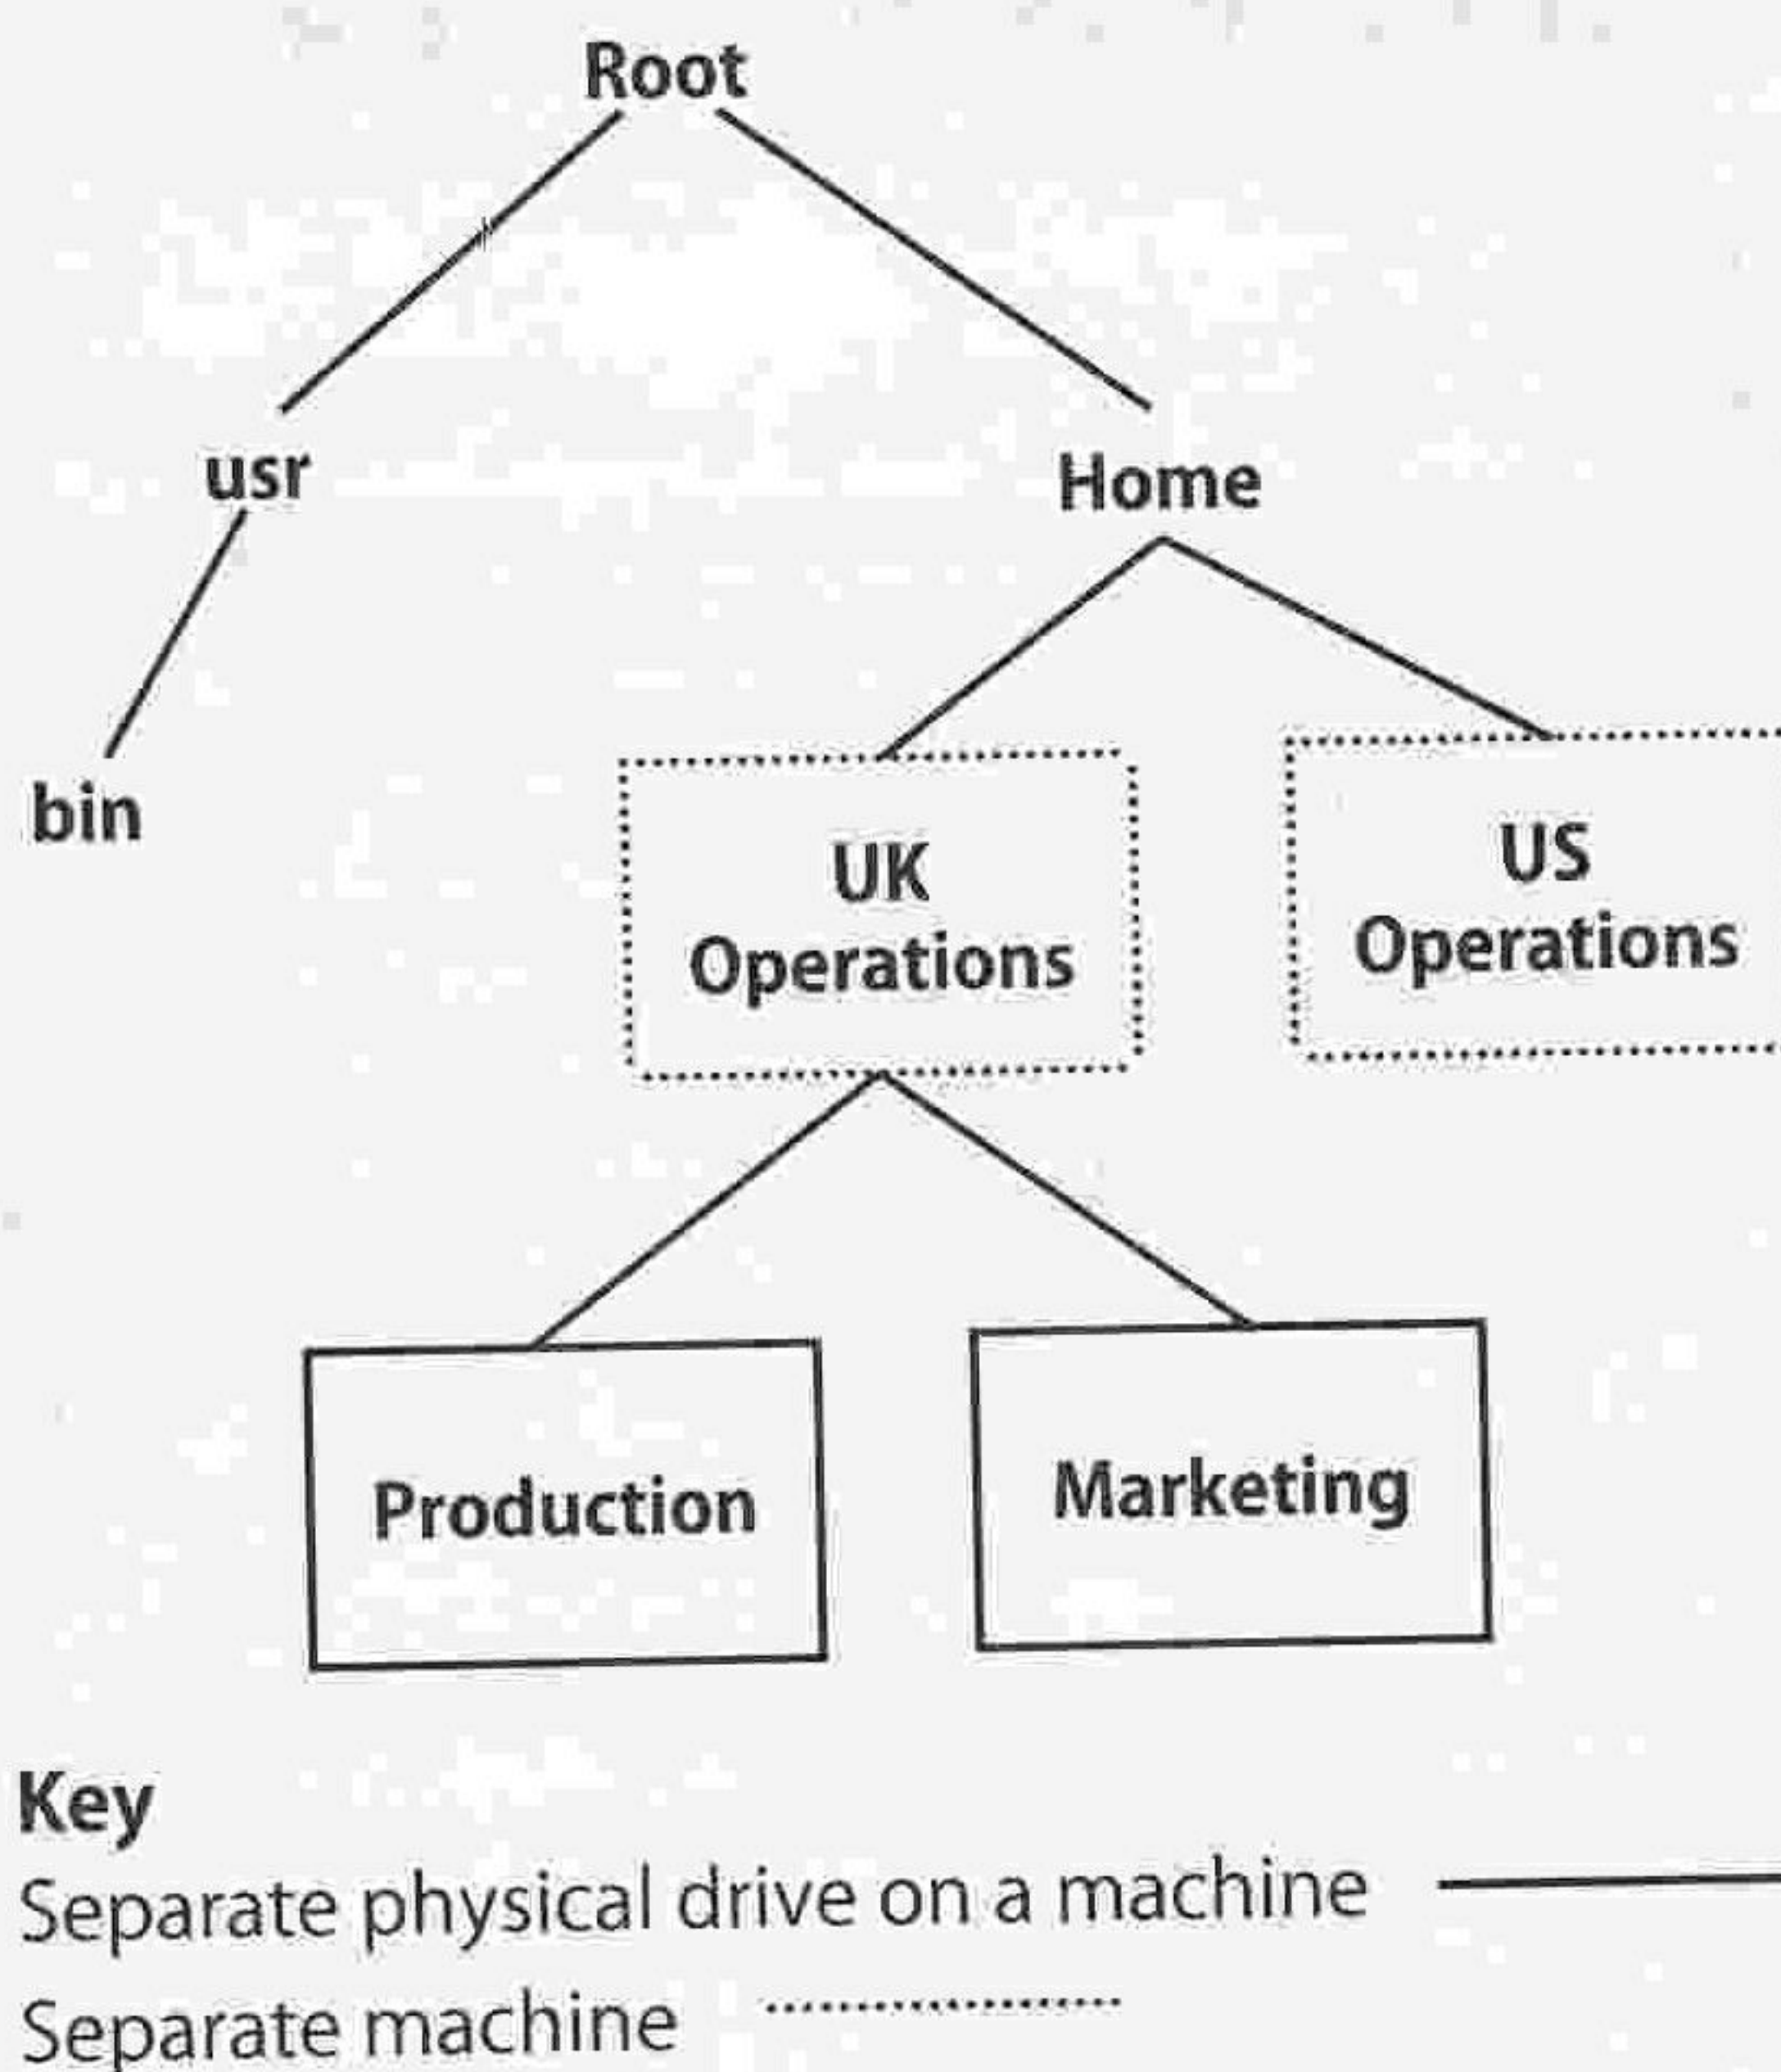 Root
usr
Home
bin
UK
Operations
US
Operations
Production
Marketing
Key
Separate physical drive on a machine
Separate machine